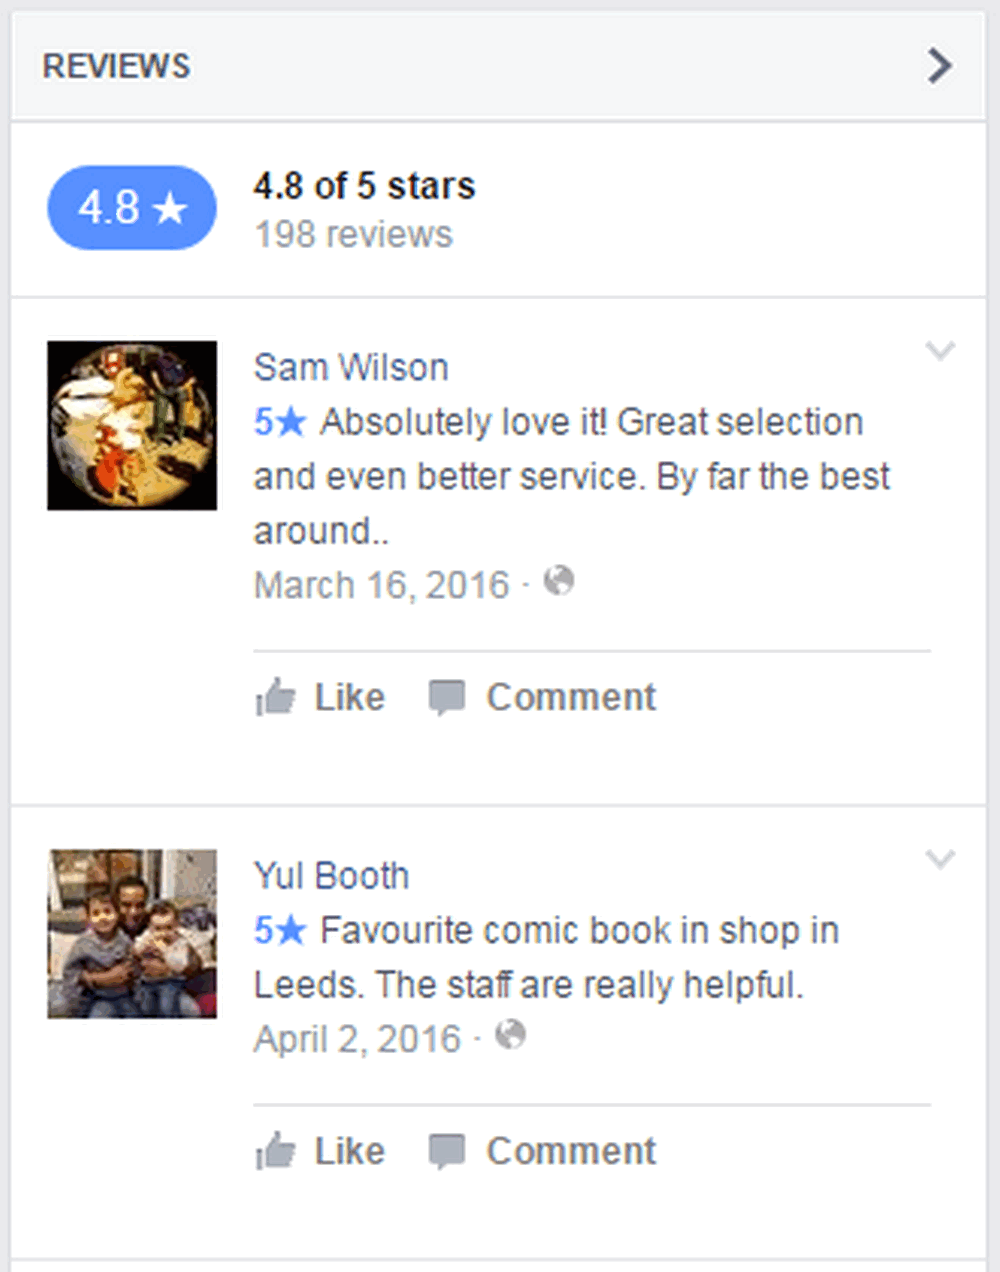 REVIEWS
4.8 ★
4.8 of 5 stars
198 reviews
Sam Wilson
5★ Absolutely love it! Great selection
and even better service. By far the best
around..
March 16, 2016 ·
Like Comment
Yul Booth
5★ Favourite comic book in shop in
Leeds. The staff are really helpful.
April 2, 2016 ·
Like Comment